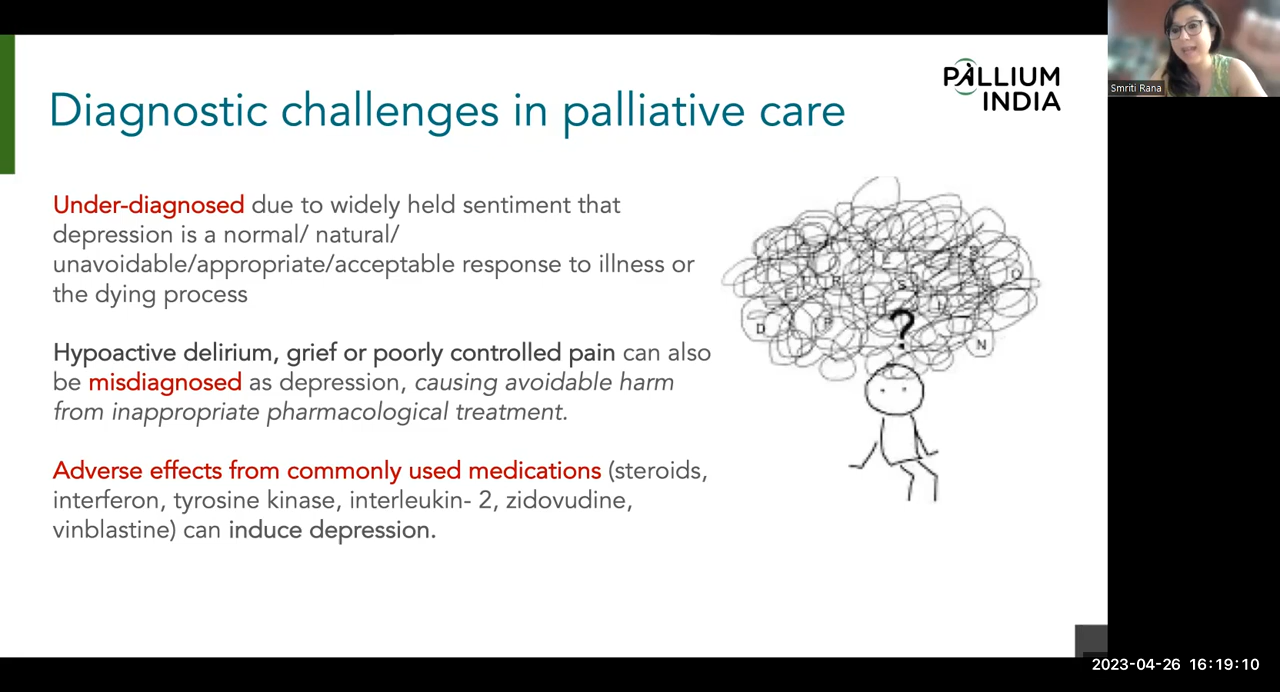 PALLIUM
INDIA
Smriti Rana
Diagnostic challenges in palliative care
Under-diagnosed due to widely held sentiment that
depression is a normal/ natural/
unavoidable/appropriate/acceptable response to illness or
the dying process
Hypoactive delirium, grief or poorly controlled pain can also
be misdiagnosed as depression, causing avoidable harm
from inappropriate pharmacological treatment.
Adverse effects from commonly used medications (steroids,
interferon, tyrosine kinase, interleukin- 2, zidovudine,
vinblastine) can induce depression.
?
D
N
2023-04-26 16:19:10